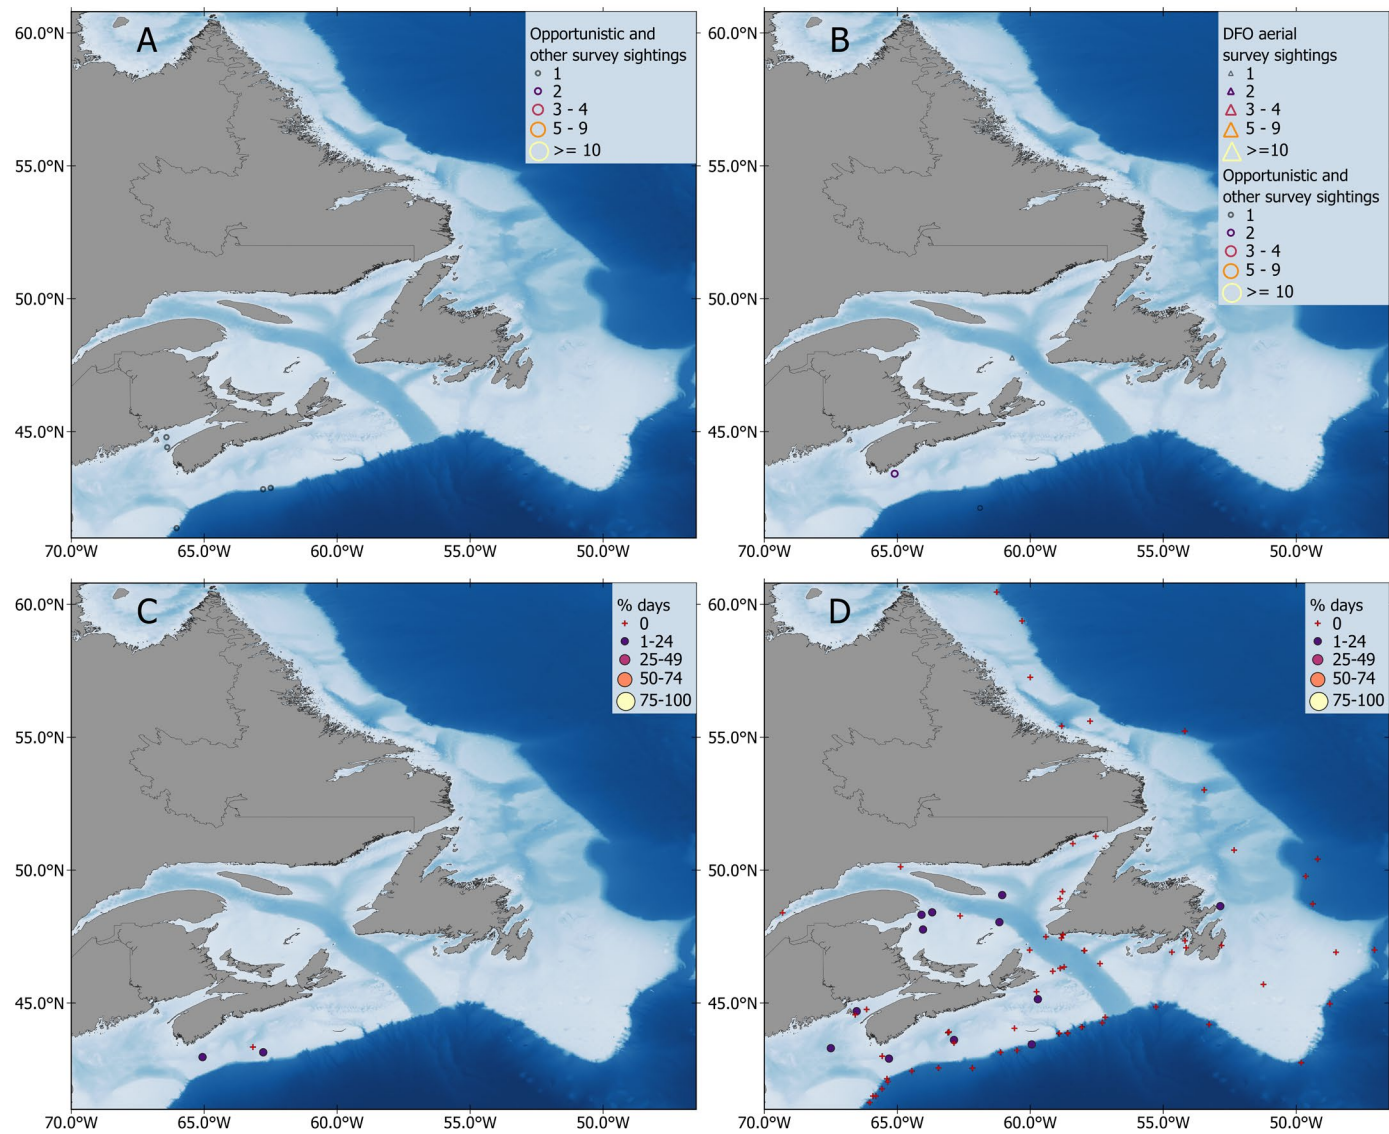 A
Opportunistic and
other survey sightings
1
2
3 - 4
5 - 9
>= 10
60.0°N
55.0°N
50.0°N
45.0°N
70.0°W 65.0°W 60.0°W 55.0°W 50.0°W
B
DFO aerial
survey sightings
1
2
3 - 4
5 - 9
>=10
Opportunistic and
other survey sightings
1
2
3 - 4
5 - 9
>= 10
60.0°N
55.0°N
50.0°N
45.0°N
70.0°W 65.0°W 60.0°W 55.0°W 50.0°W
C
% days
0
1-24
25-49
50-74
75-100
60.0°N
55.0°N
50.0°N
45.0°N
70.0°W 65.0°W 60.0°W 55.0°W 50.0°W
D
% days
0
1-24
25-49
50-74
75-100
60.0°N
55.0°N
50.0°N
45.0°N
70.0°W 65.0°W 60.0°W 55.0°W 50.0°W